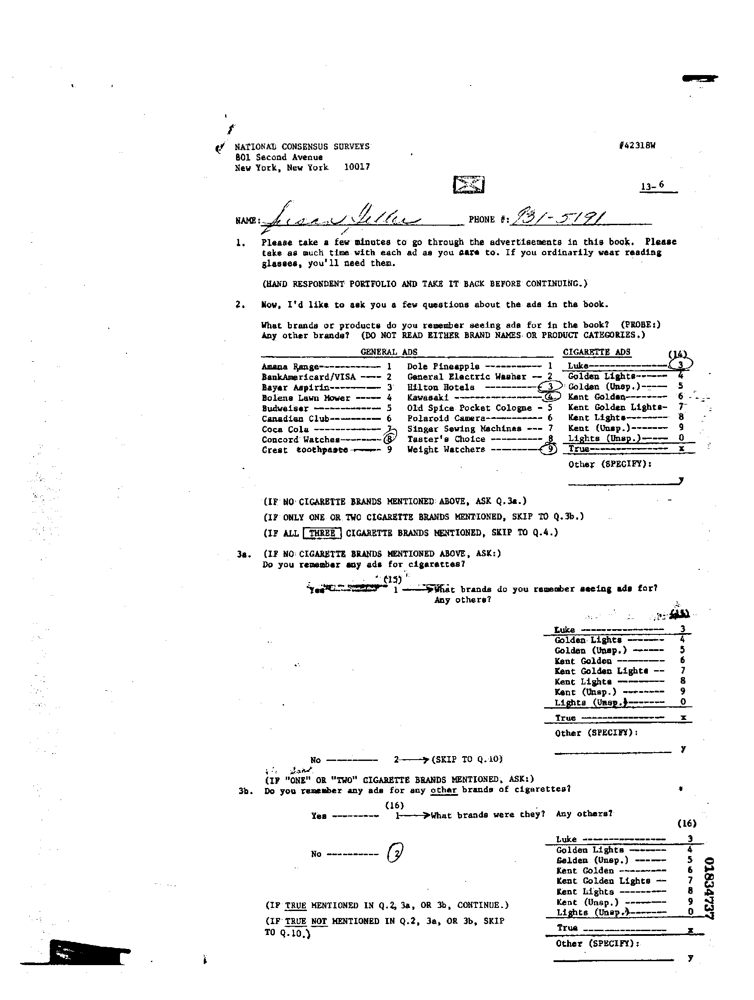 NATIONAL CONSENSUS SURVEYS #42318W
801 Second Avenue
New York, New York 10017
13-6
NAME: Susan Teller PHONE #: 931-5191
1. Please take a few minutes to go through the advertisements in this book. Please
take as much time with each ad as you care to. If you ordinarily wear reading
glasses, you'll need them.
(HAND RESPONDENT PORTFOLIO AND TAKE IT BACK BEFORE CONTINUING.)
2. Now, I'd like to ask you a few questions about the ads in the book.
What brands or products do you remember seeing ads for in the book? (PROBE:)
Any other brands? (DO NOT READ EITHER BRAND NAMES OR PRODUCT CATEGORIES.)
GENERAL ADS CIGARETTE ADS (14)
Amana Range------------ 1 Dole Pineapple ----------- 1 Luke------------------- 3
BankAmericard/VISA ---- 2 General Electric Washer -- 2 Golden Lights------- 4
Bayer Aspirin----------- 3 Hilton Hotels ----------- 3 Golden (Unsp.)----- 5
Bolens Lawn Mower ----- 4 Kawasaki ---------------- 4 Kent Golden-------- 6
Budweiser -------------- 5 Old Spice Pocket Cologne - 5 Kent Golden Lights- 7
Canadian Club----------- 6 Polaroid Camera----------- 6 Kent Lights-------- 8
Coca Cola -------------- 7 Singer Sewing Machines --- 7 Kent (Unsp.)------- 9
Concord Watches-------- 8 Taster's Choice ---------- 8 Lights (Unsp.)----- 0
Crest toothpaste ------ 9 Weight Watchers ---------- 9 True---------------- x
Other (SPECIFY):
y
(IF NO CIGARETTE BRANDS MENTIONED ABOVE, ASK Q.3a.)
(IF ONLY ONE OR TWO CIGARETTE BRANDS MENTIONED, SKIP TO Q.3b.)
(IF ALL THREE CIGARETTE BRANDS MENTIONED, SKIP TO Q.4.)
3a. (IF NO CIGARETTE BRANDS MENTIONED ABOVE, ASK:)
Do you remember any ads for cigarettes?
(15)
Yes ---------- 1 What brands do you remember seeing ads for?
Any others?
Luke ---------------- 3
Golden Lights ------- 4
Golden (Unsp.) ------ 5
Kent Golden --------- 6
Kent Golden Lights -- 7
Kent Lights --------- 8
Kent (Unsp.) -------- 9
Lights (Unsp.)------- 0
True ---------------- x
Other (SPECIFY):
y
No --------- 2 (SKIP TO Q.10)
(IF "ONE" OR "TWO" CIGARETTE BRANDS MENTIONED, ASK:)
3b. Do you remember any ads for any other brands of cigarettes?
(16)
Yes --------- 1 What brands were they? Any others?
(16)
Luke ---------------- 3
Golden Lights ------- 4
No ---------- 2 Golden (Unsp.) ------ 5
Kent Golden --------- 6
Kent Golden Lights -- 7
Kent Lights --------- 8
(IF TRUE MENTIONED IN Q.2, 3a, OR 3b, CONTINUE.) Kent (Unsp.) -------- 9
Lights (Unsp.)------- 0
(IF TRUE NOT MENTIONED IN Q.2, 3a, OR 3b, SKIP
TO Q.10.) True ---------------- x
Other (SPECIFY):
y
01834737